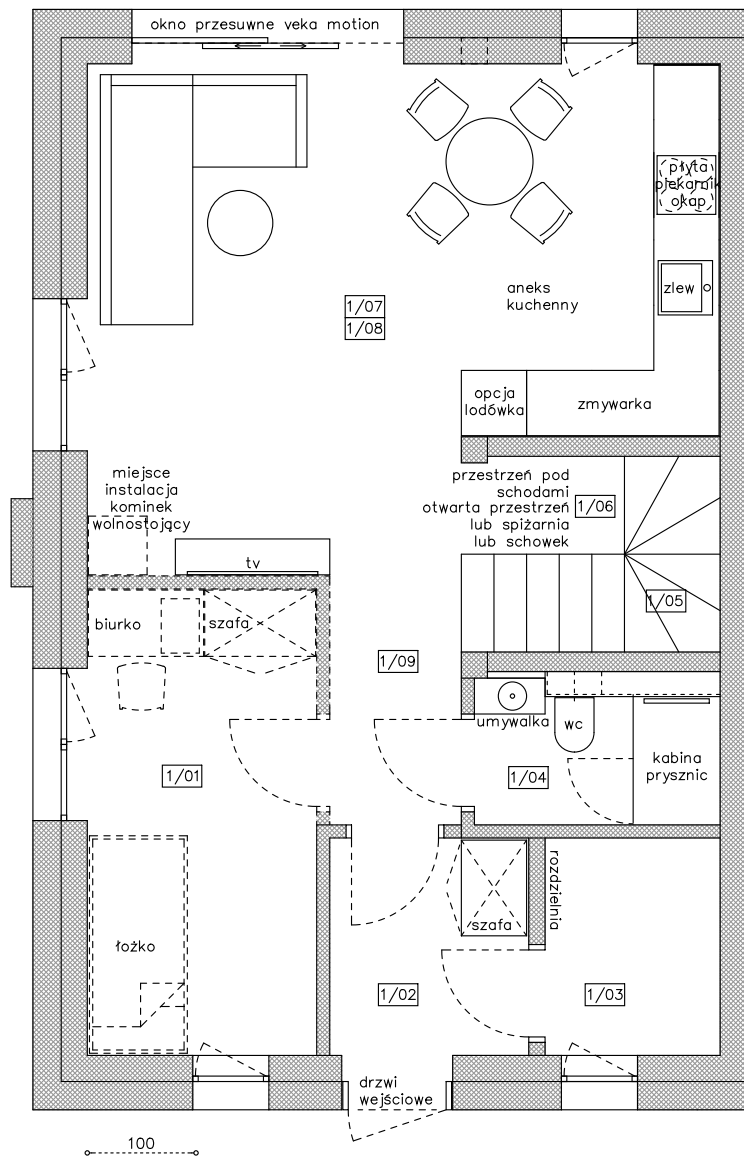 okno przesuwne veka motion
płyta
piekarnik
okap
aneks
kuchenny
zlew
1/07
1/08
opcja
lodówka
zmywarka
miejsce
instalacja
kominek
wolnostojący
przestrzeń pod
schodami
otwarta przestrzeń
lub spiżarnia
lub schowek
1/06
tv
1/05
biurko
szafa
1/09
umywalka
wc
kabina
prysznic
1/01
1/04
rozdzielnia
szafa
łożko
1/02
1/03
drzwi
wejściowe
100